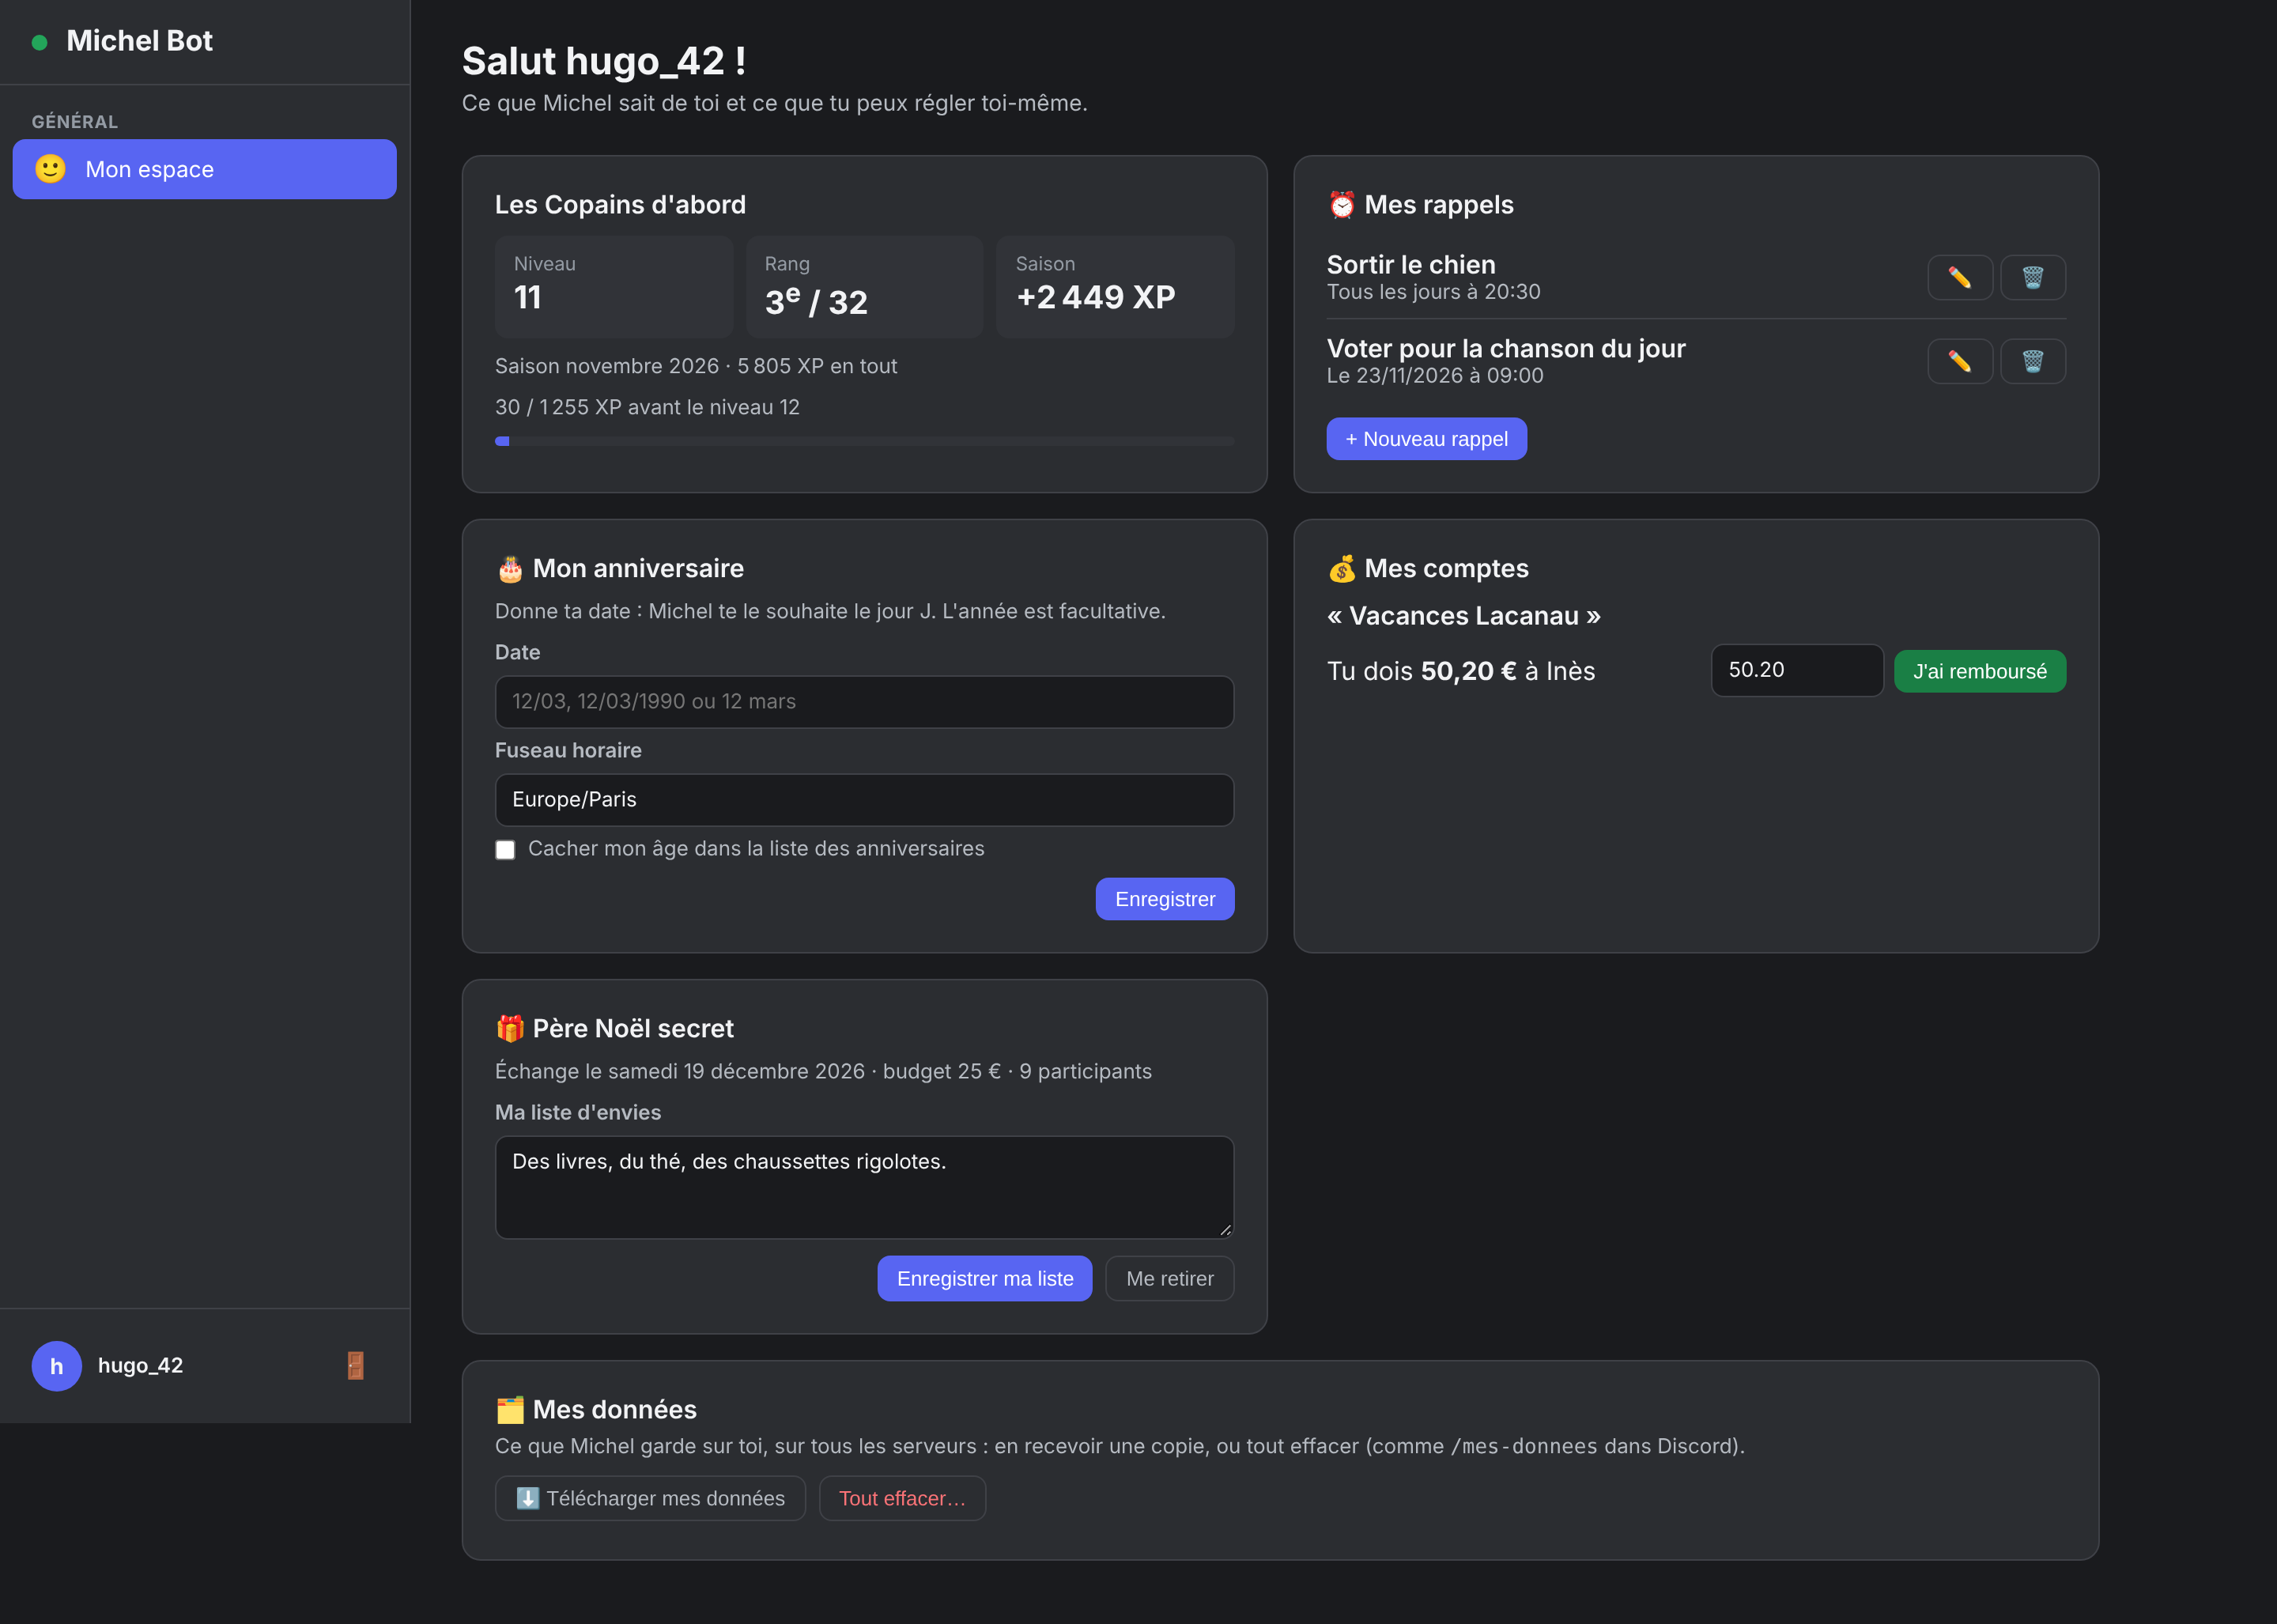 Michel Bot
GÉNÉRAL
Mon espace
Salut hugo_42 !
Ce que Michel sait de toi et ce que tu peux régler toi-même.
Les Copains d'abord
Niveau
11
Rang
3e / 32
Saison
+2 449 XP
Saison novembre 2026 · 5 805 XP en tout
30 / 1 255 XP avant le niveau 12
Mes rappels
Sortir le chien
Tous les jours à 20:30
Voter pour la chanson du jour
Le 23/11/2026 à 09:00
+ Nouveau rappel
Mon anniversaire
Donne ta date : Michel te le souhaite le jour J. L'année est facultative.
Date
12/03, 12/03/1990 ou 12 mars
Fuseau horaire
Europe/Paris
Cacher mon âge dans la liste des anniversaires
Enregistrer
Mes comptes
« Vacances Lacanau »
Tu dois 50,20 € à Inès
50.20
J'ai remboursé
Père Noël secret
Échange le samedi 19 décembre 2026 · budget 25 € · 9 participants
Ma liste d'envies
Des livres, du thé, des chaussettes rigolotes.
Enregistrer ma liste
Me retirer
h
hugo_42
Mes données
Ce que Michel garde sur toi, sur tous les serveurs : en recevoir une copie, ou tout effacer (comme /mes-donnees dans Discord).
Télécharger mes données
Tout effacer…